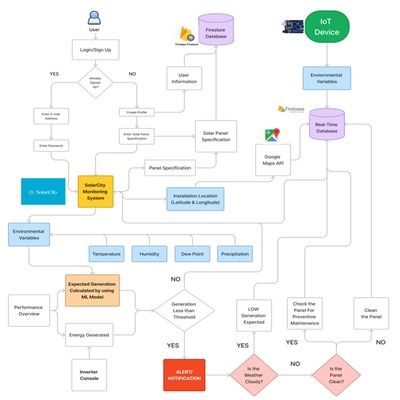 User
Login/Sign Up
YES
Already
Signed
Up?
NO
Enter E-mail
Address
Enter Password
Create Profile
Enter Solar Panel
Specification
Firebase Firestore
Firestore
Database
User
Information
Solar Panel
Specification
Panel Specification
IoT
Device
Environmental
Variables
Firebase
Real-Time
Database
Google
Maps API
SolarCity
SolarCity
Monitoring
System
Installation Location
(Latitude & Longitude)
Environmental
Variables
Temperature
Humidity
Dew Point
Precipitation
Expected Generation
Calculated by using
ML Model
Performance
Overview
Energy Generated
Inverter
Console
NO
Generation
Less than
Threshold
YES
ALERT/
NOTIFICATION
LOW
Generation
Expected
YES
Is the
Weather
Cloudy?
NO
Check the
Panel For
Preventive
Maintenance
YES
Is the
Panel
Clean?
NO
Clean
the Panel